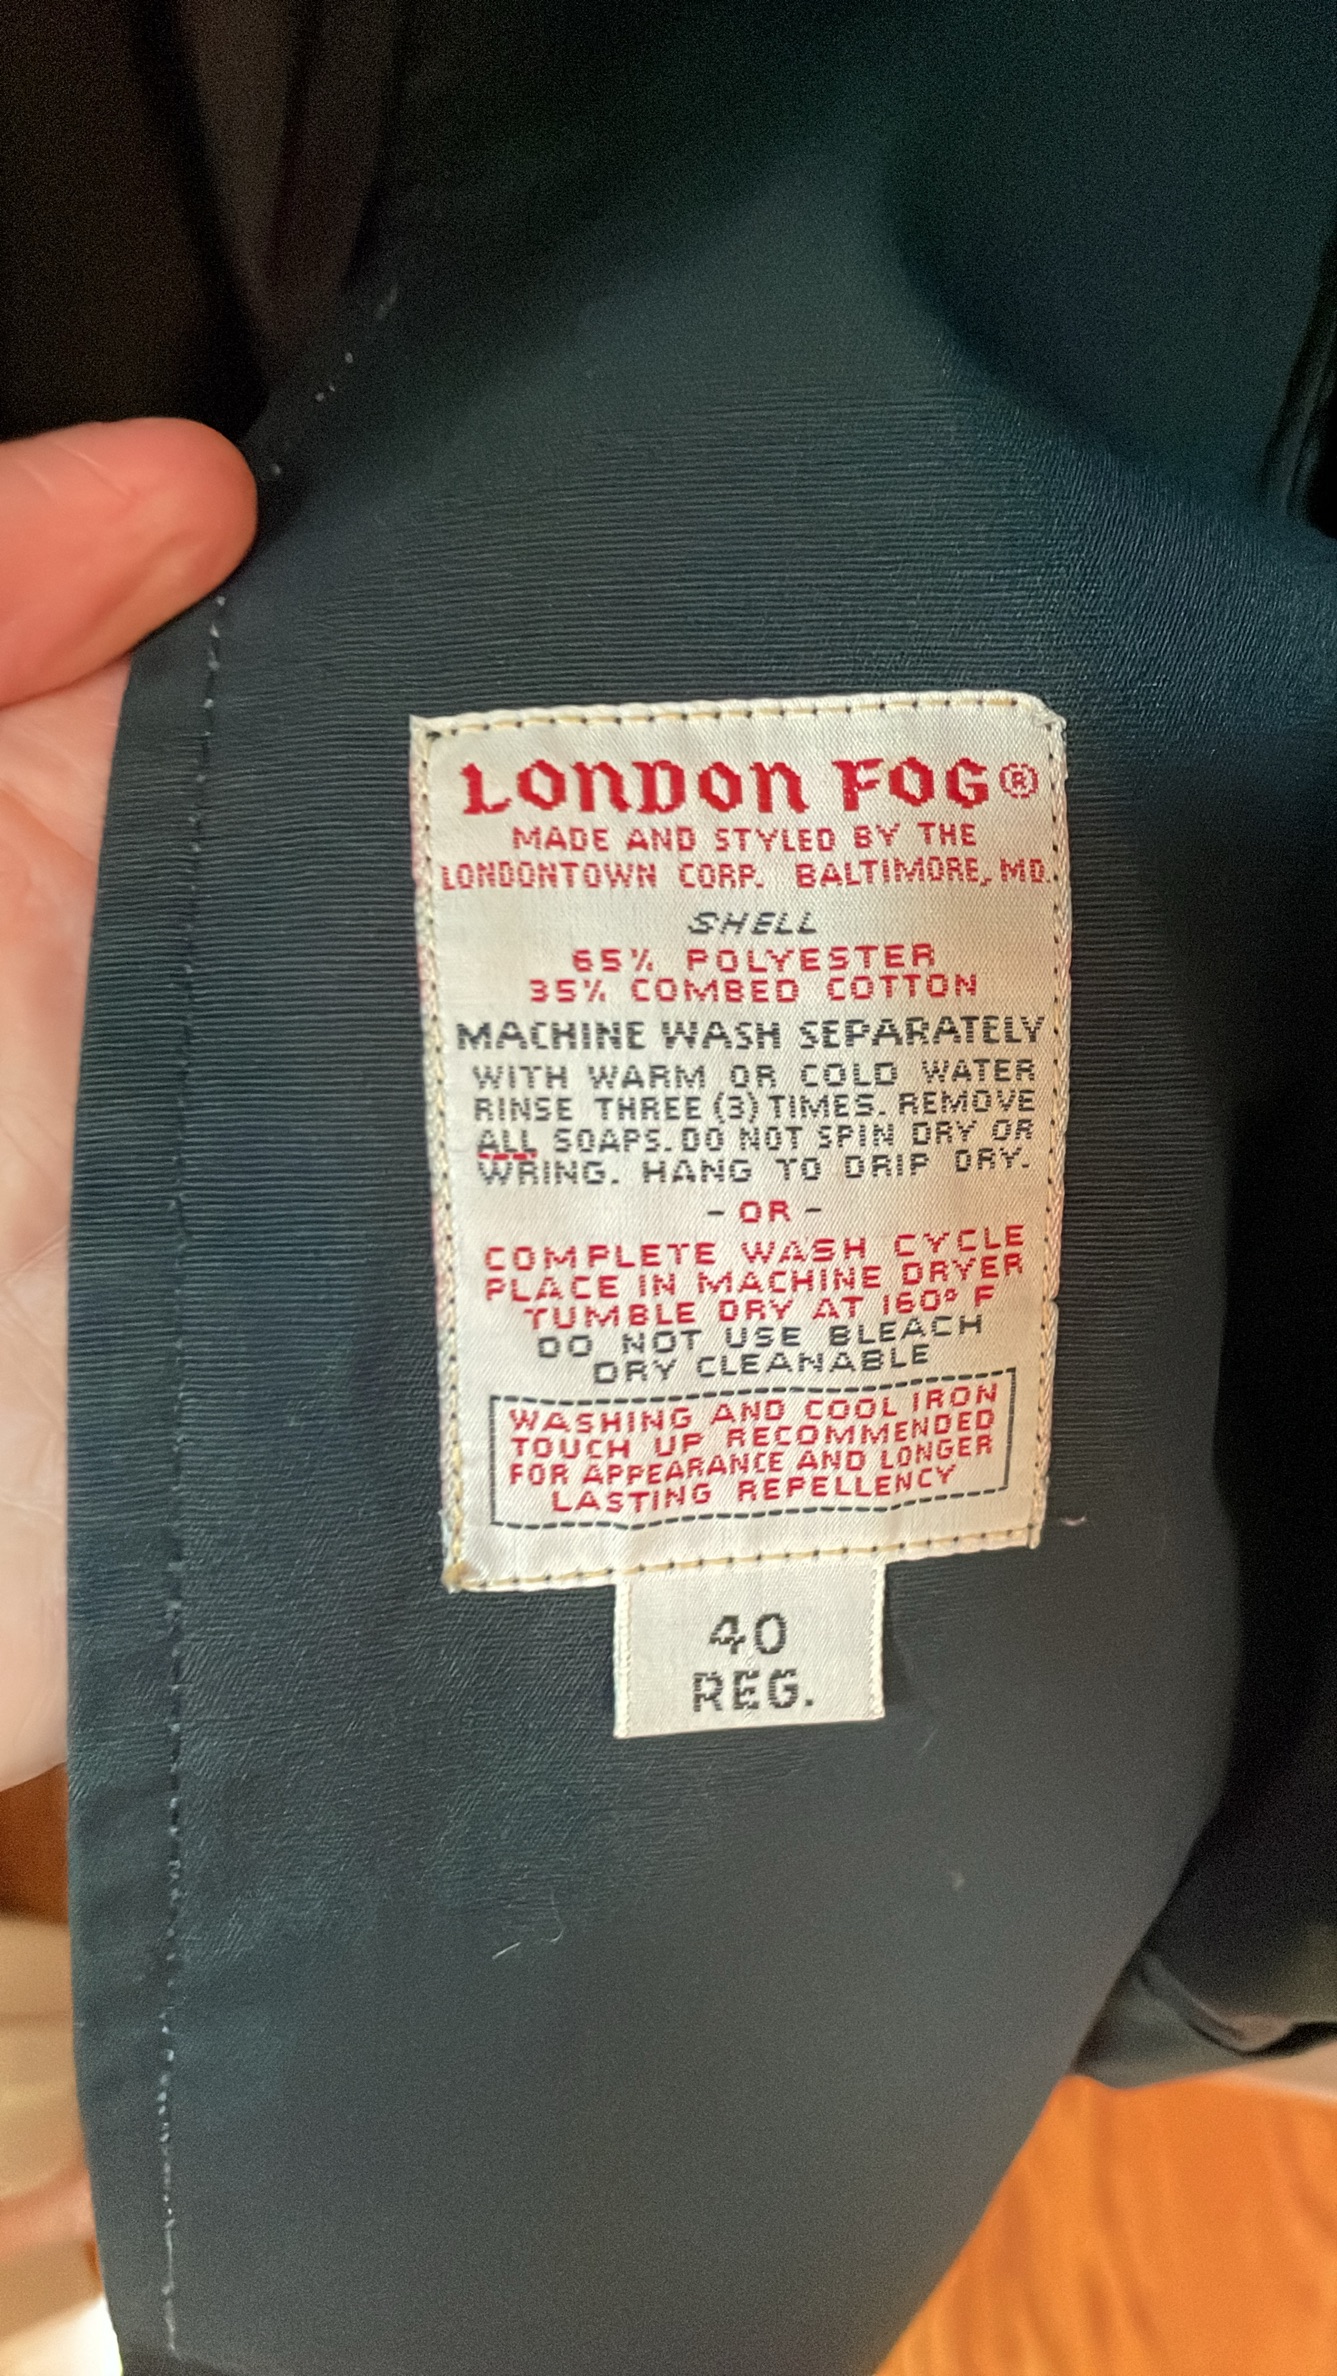 LONDON FOG®
MADE AND STYLED BY THE
LONDONTOWN CORP. BALTIMORE, MD.
SHELL
65% POLYESTER
35% COMBED COTTON
MACHINE WASH SEPARATELY
WITH WARM OR COLD WATER
RINSE THREE (3) TIMES. REMOVE
ALL SOAPS. DO NOT SPIN DRY OR
WRING. HANG TO DRIP DRY.
- OR -
COMPLETE WASH CYCLE
PLACE IN MACHINE DRYER
TUMBLE DRY AT 160° F
DO NOT USE BLEACH
DRY CLEANABLE
WASHING AND COOL IRON
TOUCH UP RECOMMENDED
FOR APPEARANCE AND LONGER
LASTING REPELLENCY
40
REG.